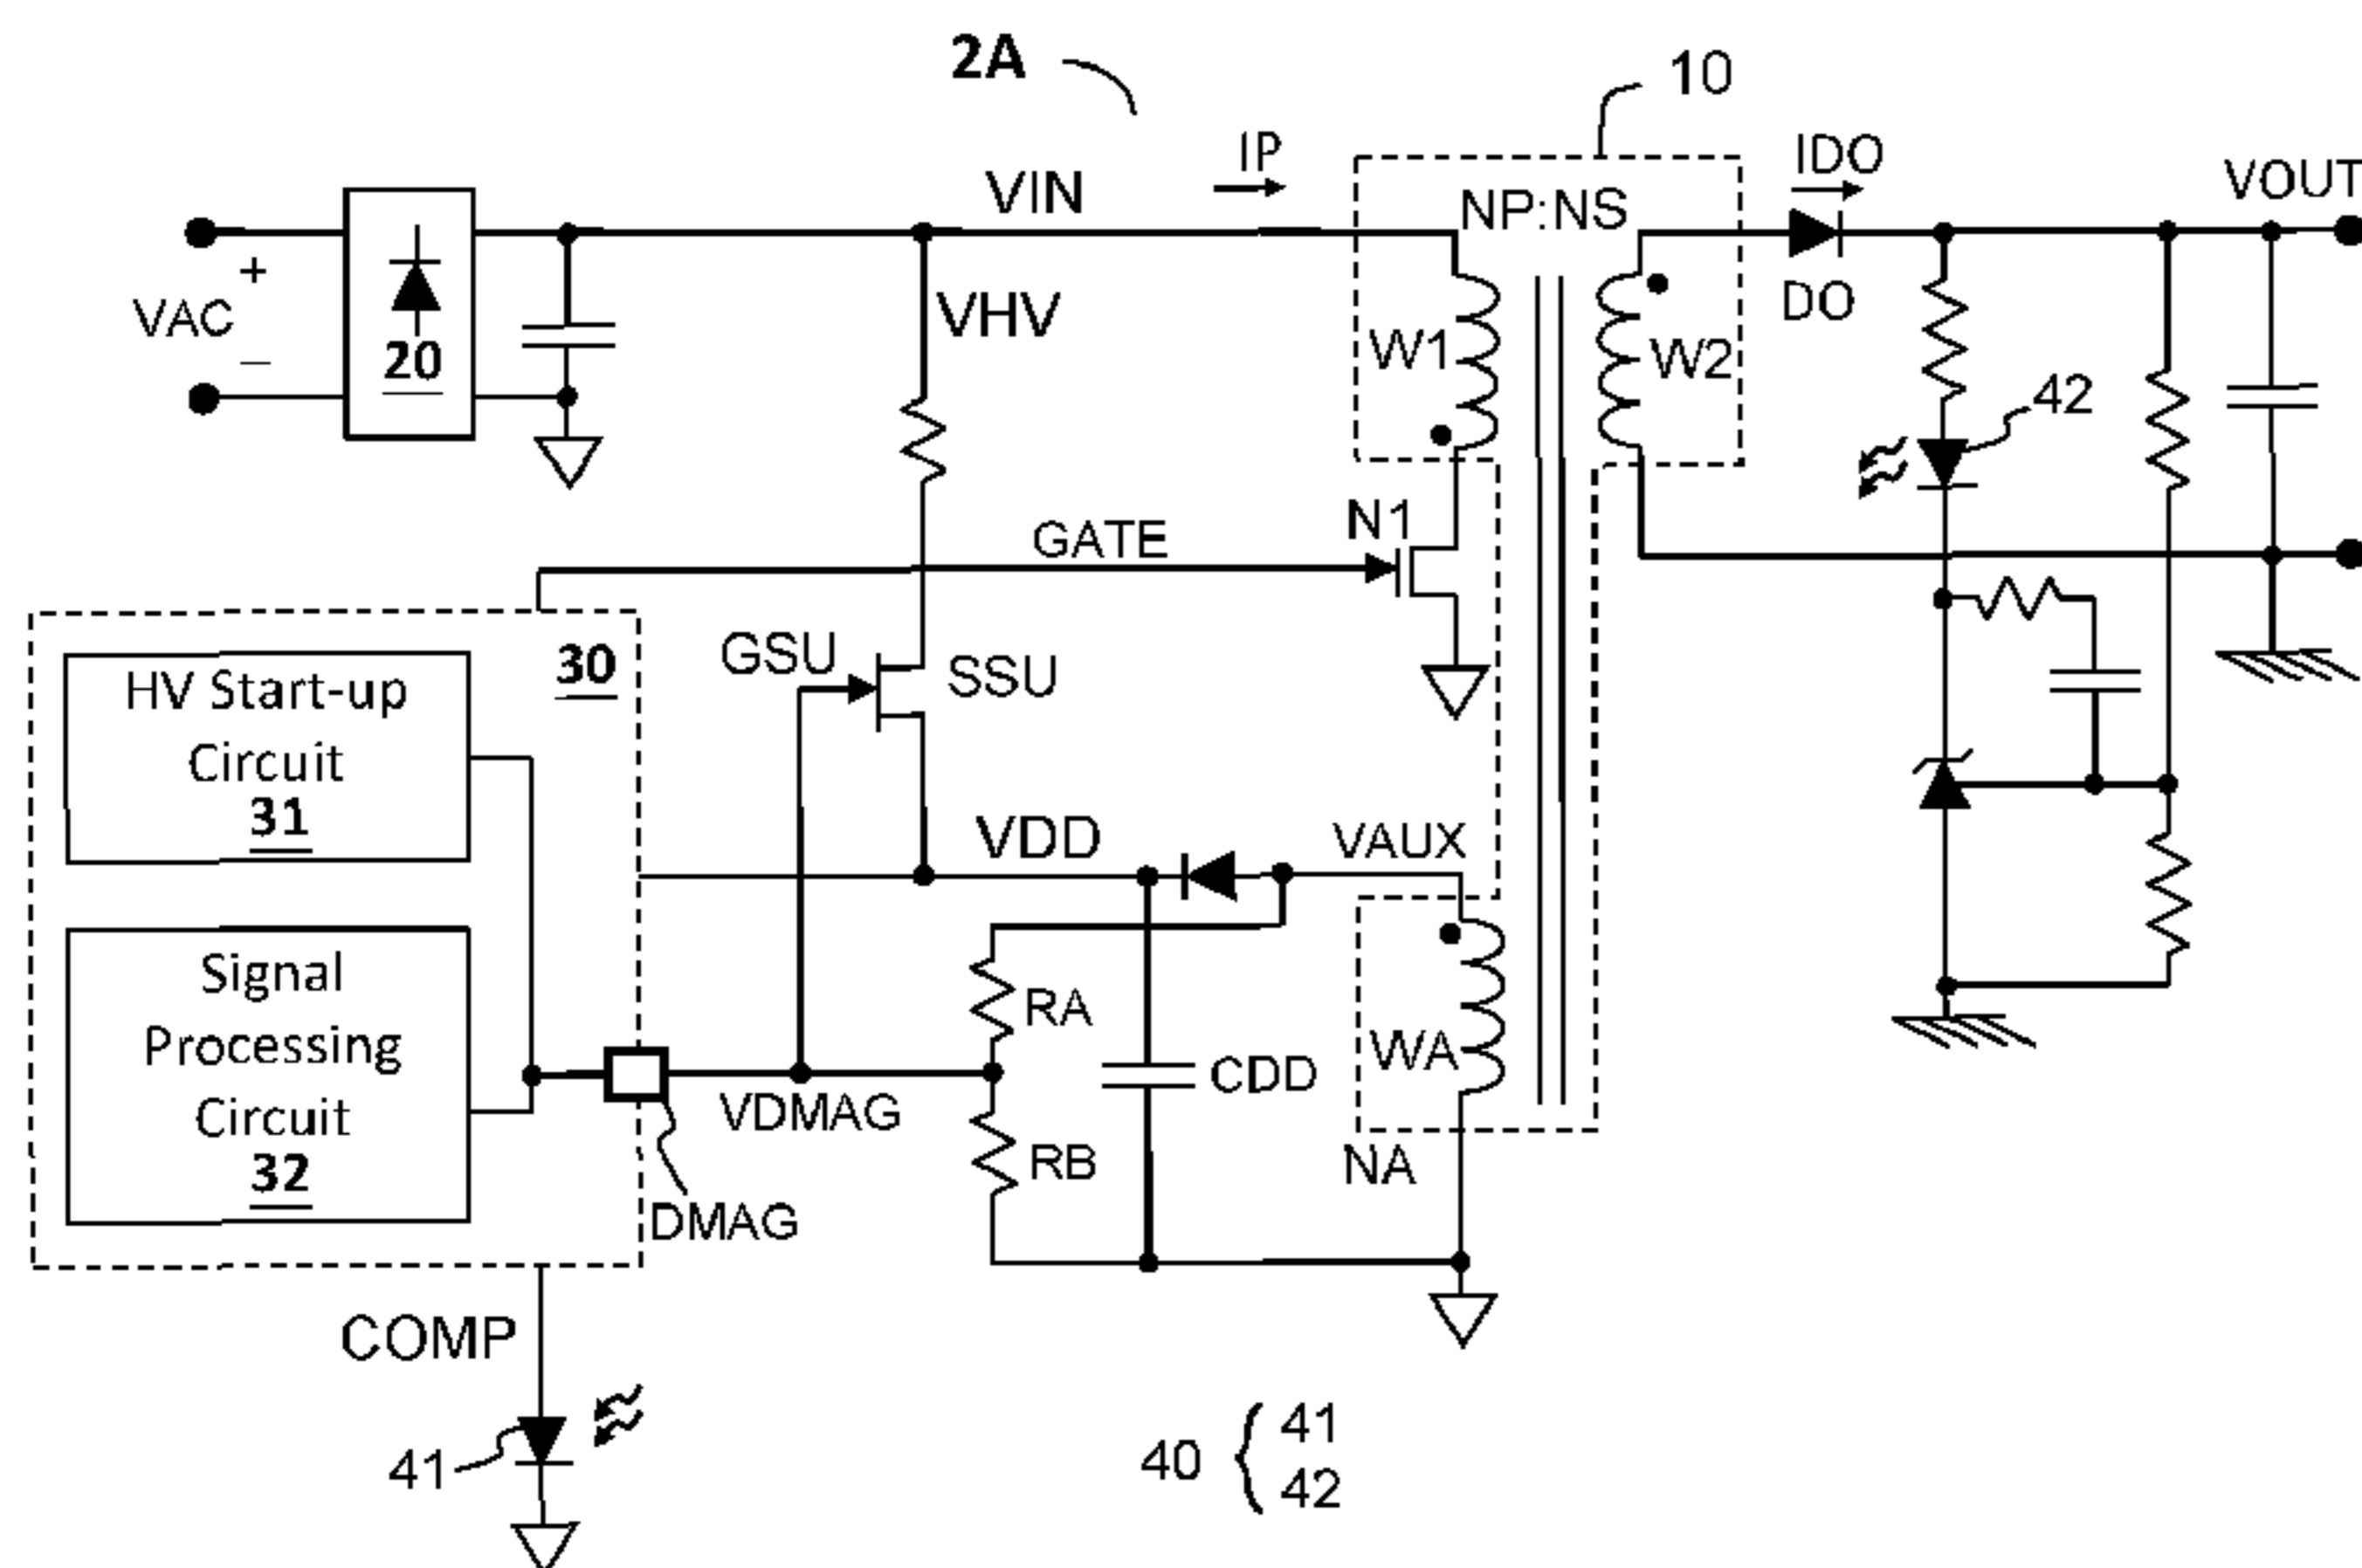 2A
10
IP
IDO
VOUT
VIN
NP:NS
+
VAC
−
20
VHV
W1
W2
DO
42
N1
GATE
30
GSU
SSU
HV Start-up
Circuit
31
VDD
VAUX
Signal
Processing
Circuit
32
RA
WA
CDD
VDMAG
RB
NA
DMAG
COMP
41
40 { 41
42